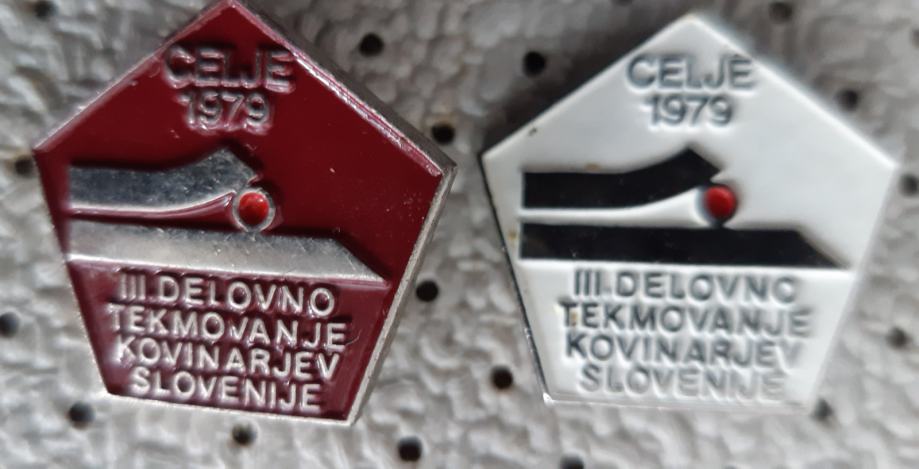 CELJE
1979
III. DELOVNO
TEKMOVANJE
KOVINARJEV
SLOVENIJE
CELJE
1979
III. DELOVNO
TEKMOVANJE
KOVINARJEV
SLOVENIJE